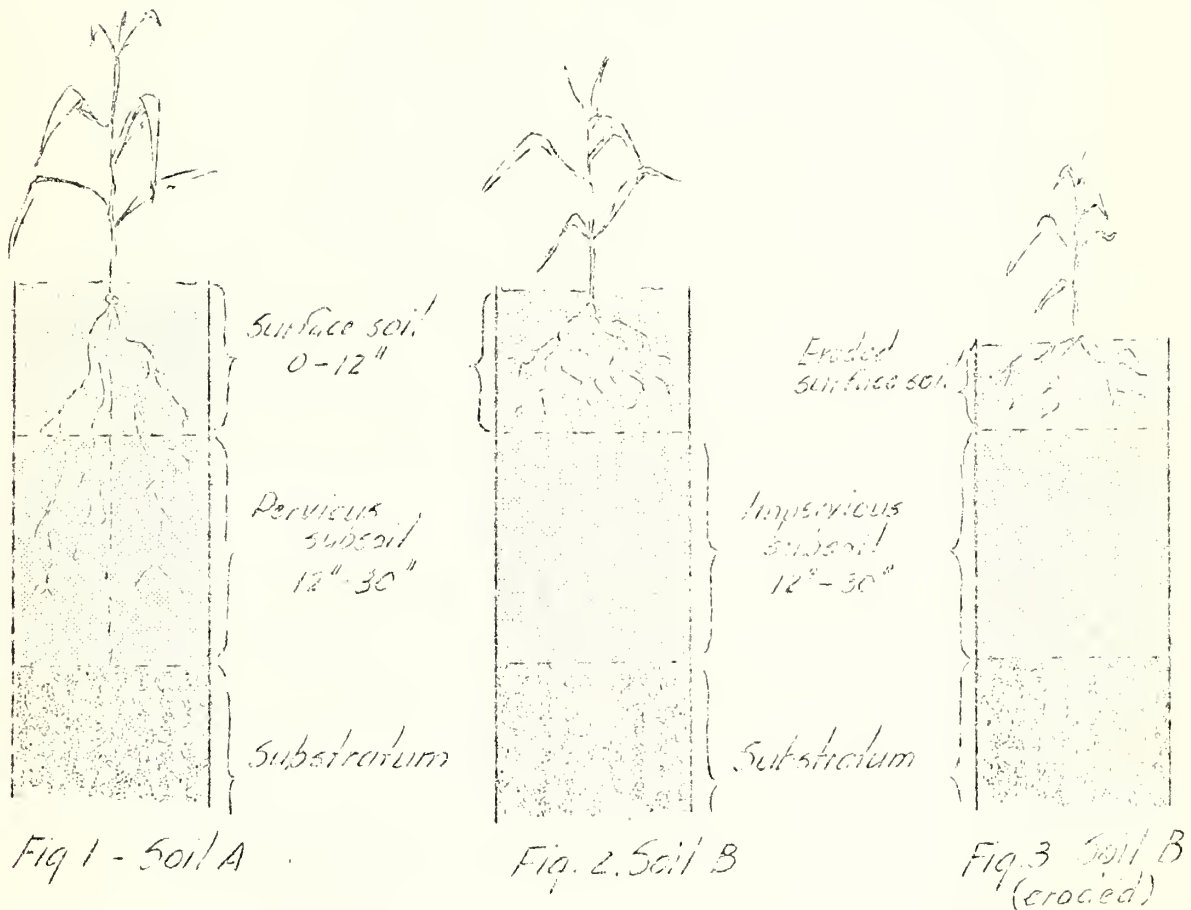 Surface soil
0-12"
Eroded
surface soil
Pervious
subsoil
12"-30"
Impervious
subsoil
12"-30"
Substratum
Substratum
Fig 1 - Soil A
Fig. 2. Soil B
Fig. 3 Soil B
(eroded)